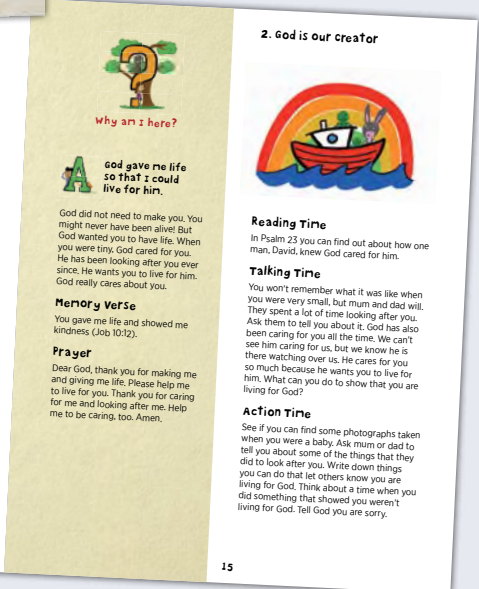 ?
Why am I here?
A
God gave me life
so that I could
live for him.
God did not need to make you. You
might never have been alive! But
God wanted you to have life. When
you were tiny, God cared for you.
He has been looking after you ever
since. He wants you to live for him.
God really cares about you.
Memory Verse
You gave me life and showed me
kindness (Job 10:12).
Prayer
Dear God, thank you for making me
and giving me life. Please help me
to live for you. Thank you for caring
for me and looking after me. Help
me to be caring, too. Amen.
2. God is our creator
Reading Time
In Psalm 23 you can find out about how one
man, David, knew God cared for him.
Talking Time
You won't remember what it was like when
you were very small, but mum and dad will.
They spent a lot of time looking after you.
Ask them to tell you about it. God has also
been caring for you all the time. We can't
see him caring for us, but we know he is
there watching over us. He cares for you
so much because he wants you to live for
him. What can you do to show that you are
living for God?
Action Time
See if you can find some photographs taken
when you were a baby. Ask mum or dad to
tell you about some of the things that they
did to look after you. Write down things
you can do that let others know you are
living for God. Think about a time when you
did something that showed you weren't
living for God. Tell God you are sorry.
15